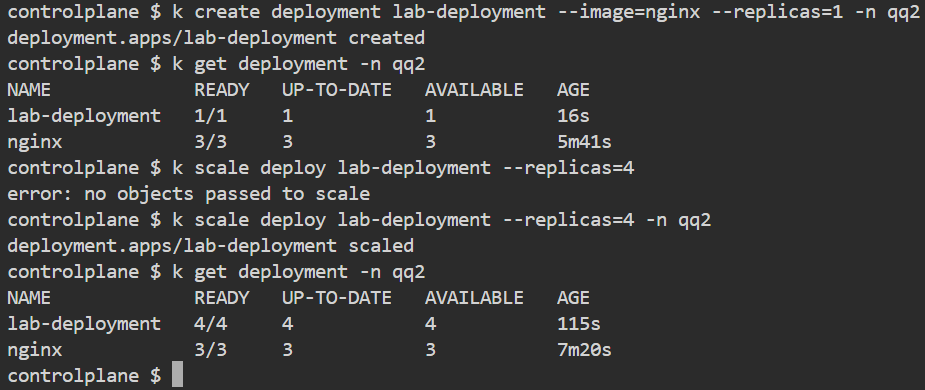 controlplane $ k create deployment lab-deployment --image=nginx --replicas=1 -n qq2
deployment.apps/lab-deployment created
controlplane $ k get deployment -n qq2
NAME             READY   UP-TO-DATE   AVAILABLE   AGE
lab-deployment   1/1     1            1           16s
nginx            3/3     3            3           5m41s
controlplane $ k scale deploy lab-deployment --replicas=4
error: no objects passed to scale
controlplane $ k scale deploy lab-deployment --replicas=4 -n qq2
deployment.apps/lab-deployment scaled
controlplane $ k get deployment -n qq2
NAME             READY   UP-TO-DATE   AVAILABLE   AGE
lab-deployment   4/4     4            4           115s
nginx            3/3     3            3           7m20s
controlplane $